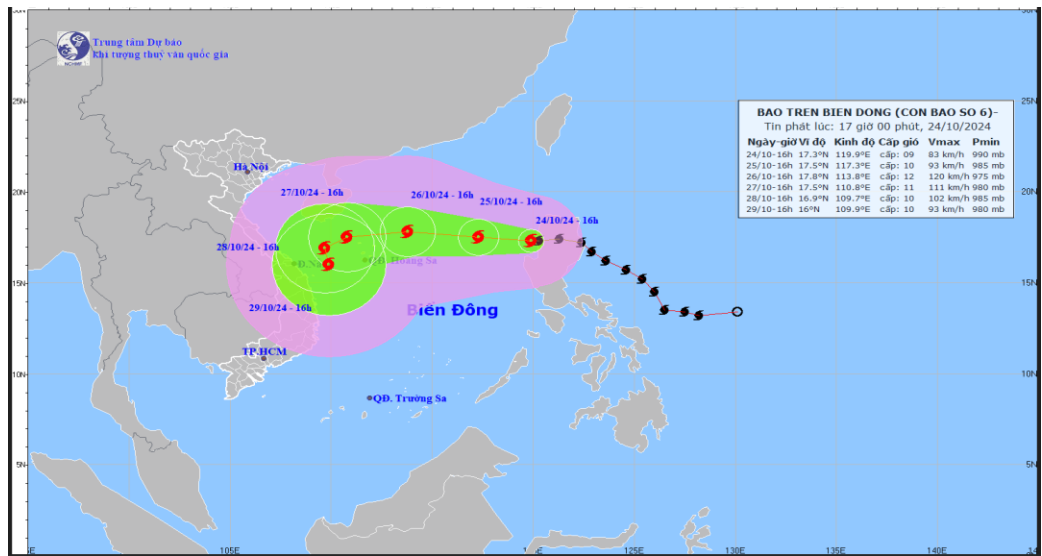 Trung tâm Dự báo
khí tượng thuỷ văn quốc gia
NCHMF
25N
20N
15N
10N
5N
25N
20N
15N
10N
5N
105E
125E
130E
BAO TREN BIEN DONG (CON BAO SO 6)-
Tin phát lúc: 17 giờ 00 phút, 24/10/2024
Ngày-giờ Vĩ độ Kinh độ Cấp gió Vmax Pmin
24/10-16h 17.3°N 119.9°E cấp: 09 83 km/h 990 mb
25/10-16h 17.5°N 117.3°E cấp: 10 93 km/h 985 mb
26/10-16h 17.8°N 113.8°E cấp: 12 120 km/h 975 mb
27/10-16h 17.5°N 110.8°E cấp: 11 111 km/h 980 mb
28/10-16h 16.9°N 109.7°E cấp: 10 102 km/h 985 mb
29/10-16h 16°N 109.9°E cấp: 10 93 km/h 980 mb
Hà Nội
27/10/24 - 16h
26/10/24 - 16h
25/10/24 - 16h
24/10/24 - 16h
28/10/24 - 16h
QĐ. Hoàng Sa
29/10/24 - 16h
Biển Đông
TP.HCM
QĐ. Trường Sa